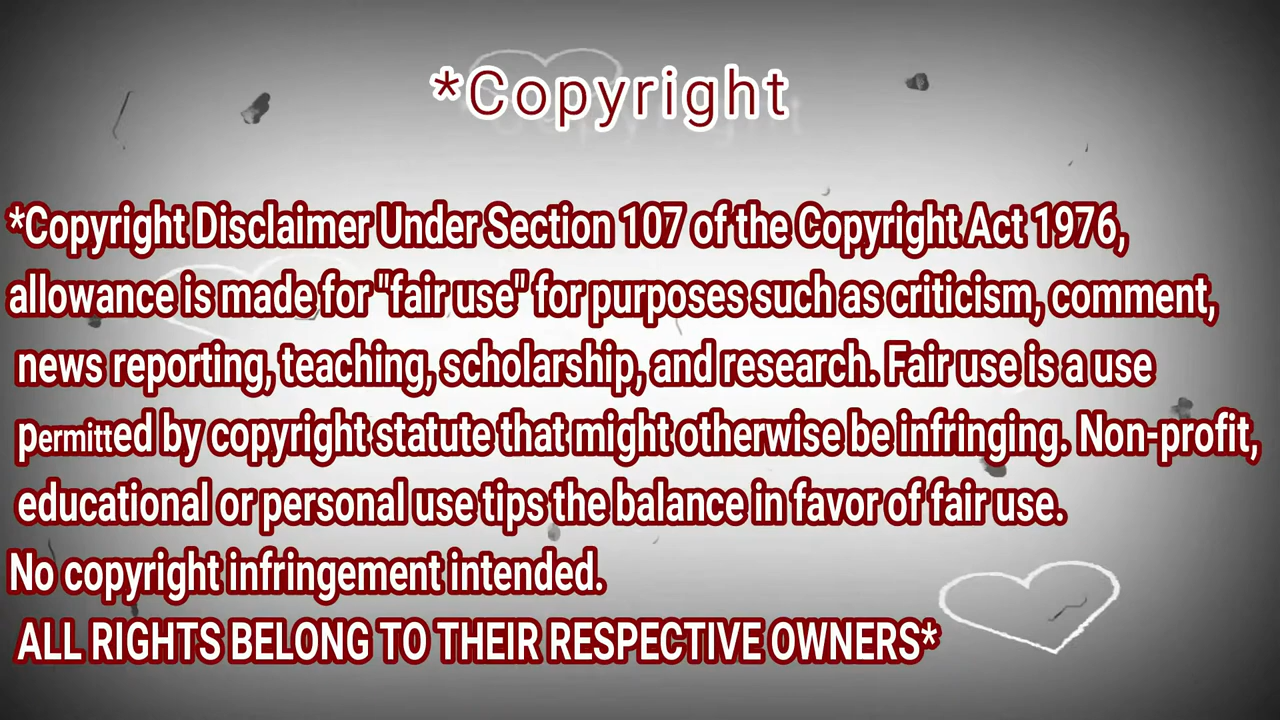 *Copyright
*Copyright Disclaimer Under Section 107 of the Copyright Act 1976,
allowance is made for "fair use" for purposes such as criticism, comment,
news reporting, teaching, scholarship, and research. Fair use is a use
permitted by copyright statute that might otherwise be infringing. Non-profit,
educational or personal use tips the balance in favor of fair use.
No copyright infringement intended.
ALL RIGHTS BELONG TO THEIR RESPECTIVE OWNERS*